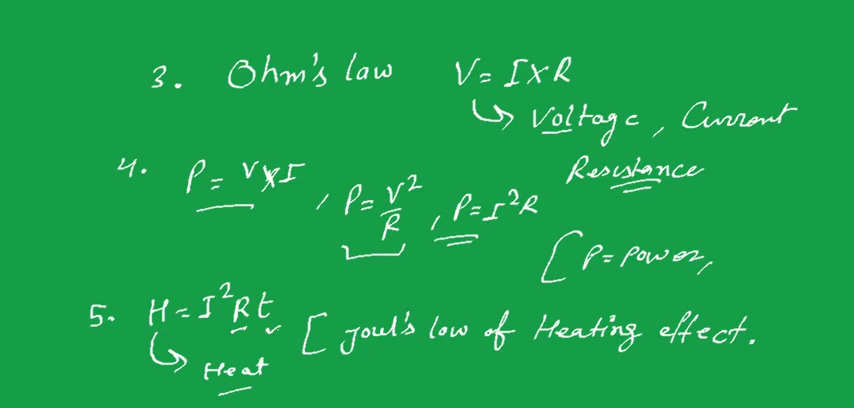 3. Ohm's law V = I X R
↳ Voltage, Current
Resistance
4. P = V X I, P = V²/R, P = I²R
[P = Power,
5. H = I²Rt [Joul's law of Heating effect.
↳ Heat